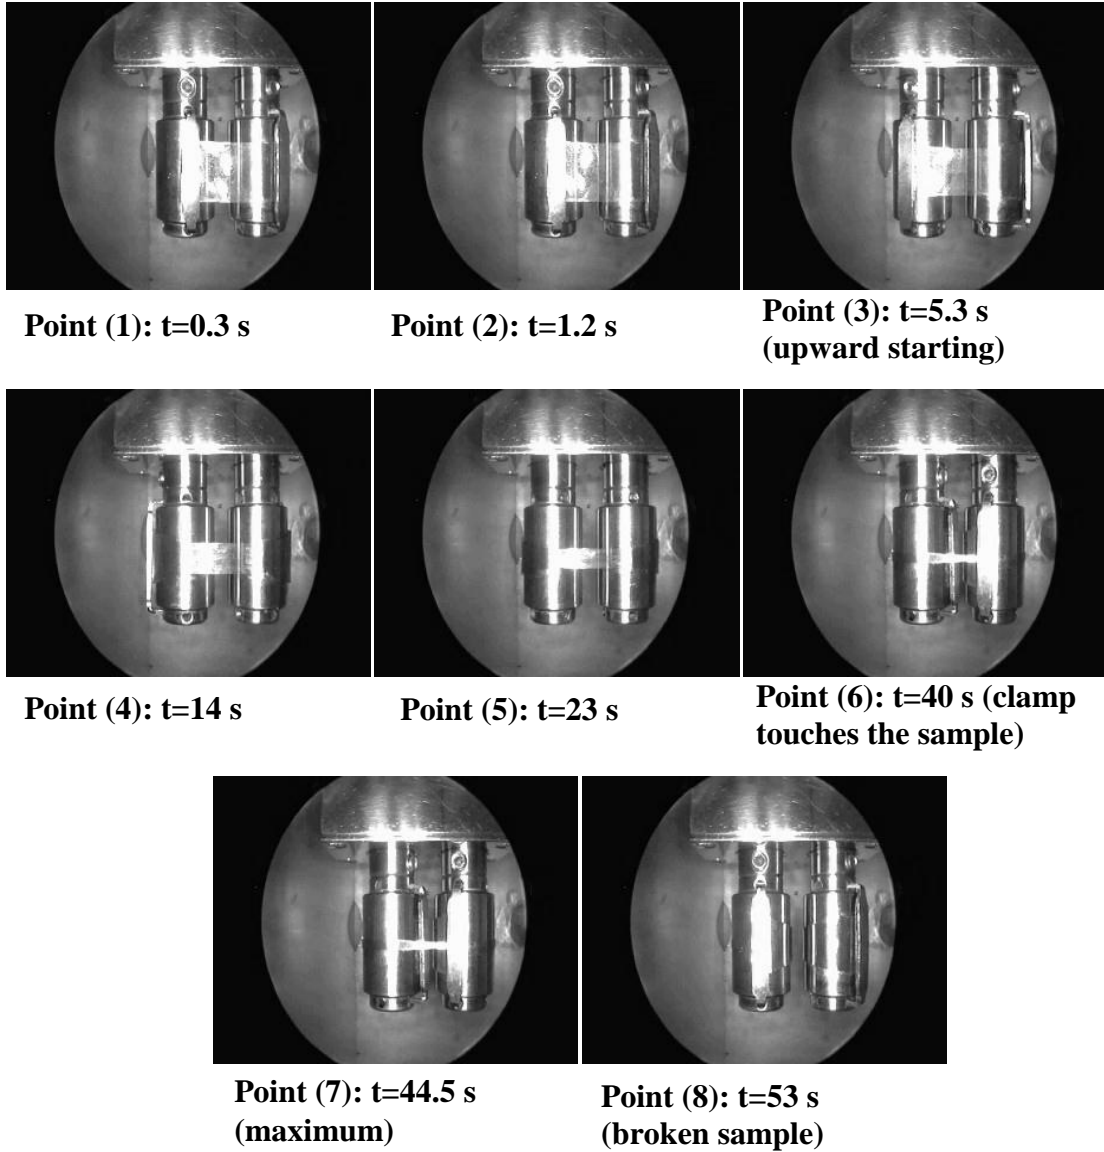 Point (1): t=0.3 s
Point (2): t=1.2 s
Point (3): t=5.3 s
(upward starting)
Point (4): t=14 s
Point (5): t=23 s
Point (6): t=40 s (clamp
touches the sample)
Point (7): t=44.5 s
(maximum)
Point (8): t=53 s
(broken sample)